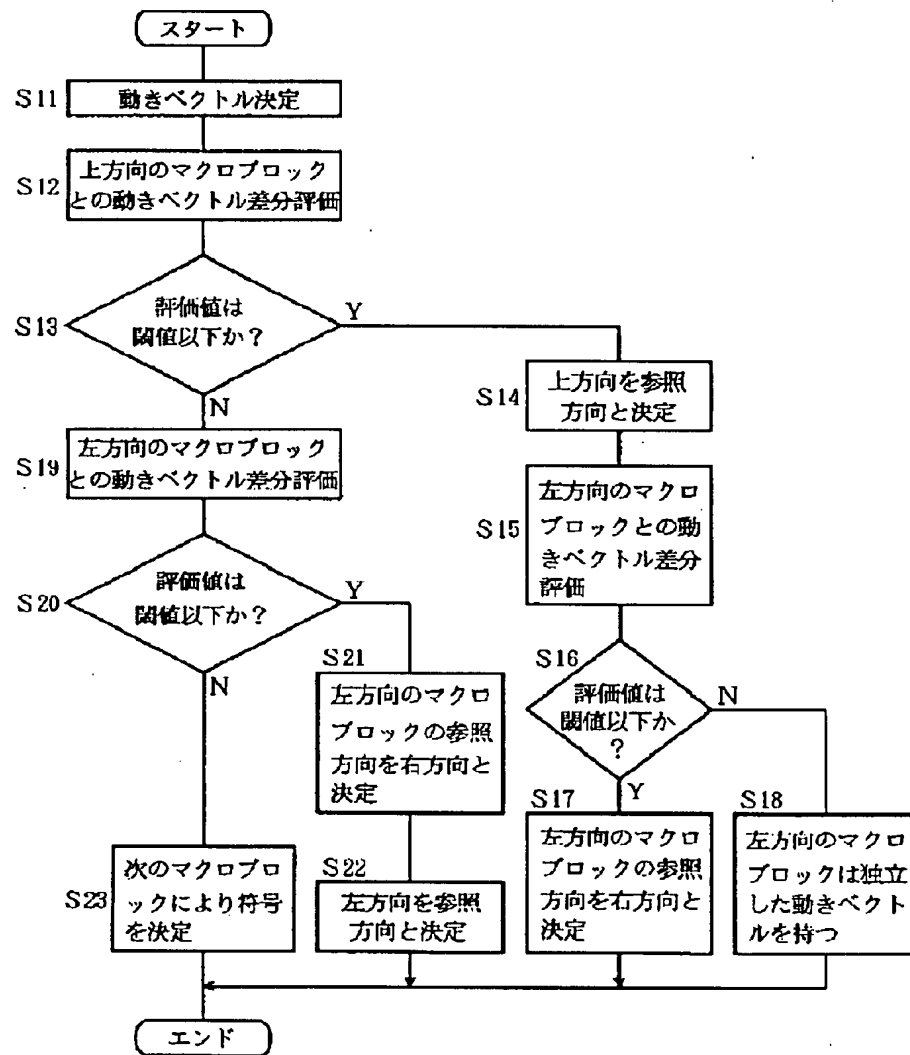 スタート
S11
動きベクトル決定
S12
上方向のマクロブロック
との動きベクトル差分評価
S13
評価値は
閾値以下か？
Y
N
S14
上方向を参照
方向と決定
S15
左方向のマクロ
ブロックとの動
きベクトル差分
評価
S16
評価値は
閾値以下か
？
N
Y
S17
左方向のマクロ
ブロックの参照
方向を右方向と
決定
S18
左方向のマクロ
ブロックは独立
した動きベクト
ルを持つ
S19
左方向のマクロブロック
との動きベクトル差分評価
S20
評価値は
閾値以下か？
Y
N
S21
左方向のマクロ
ブロックの参照
方向を右方向と
決定
S22
左方向を参照
方向と決定
S23
次のマクロブロ
ックにより符号
を決定
エンド